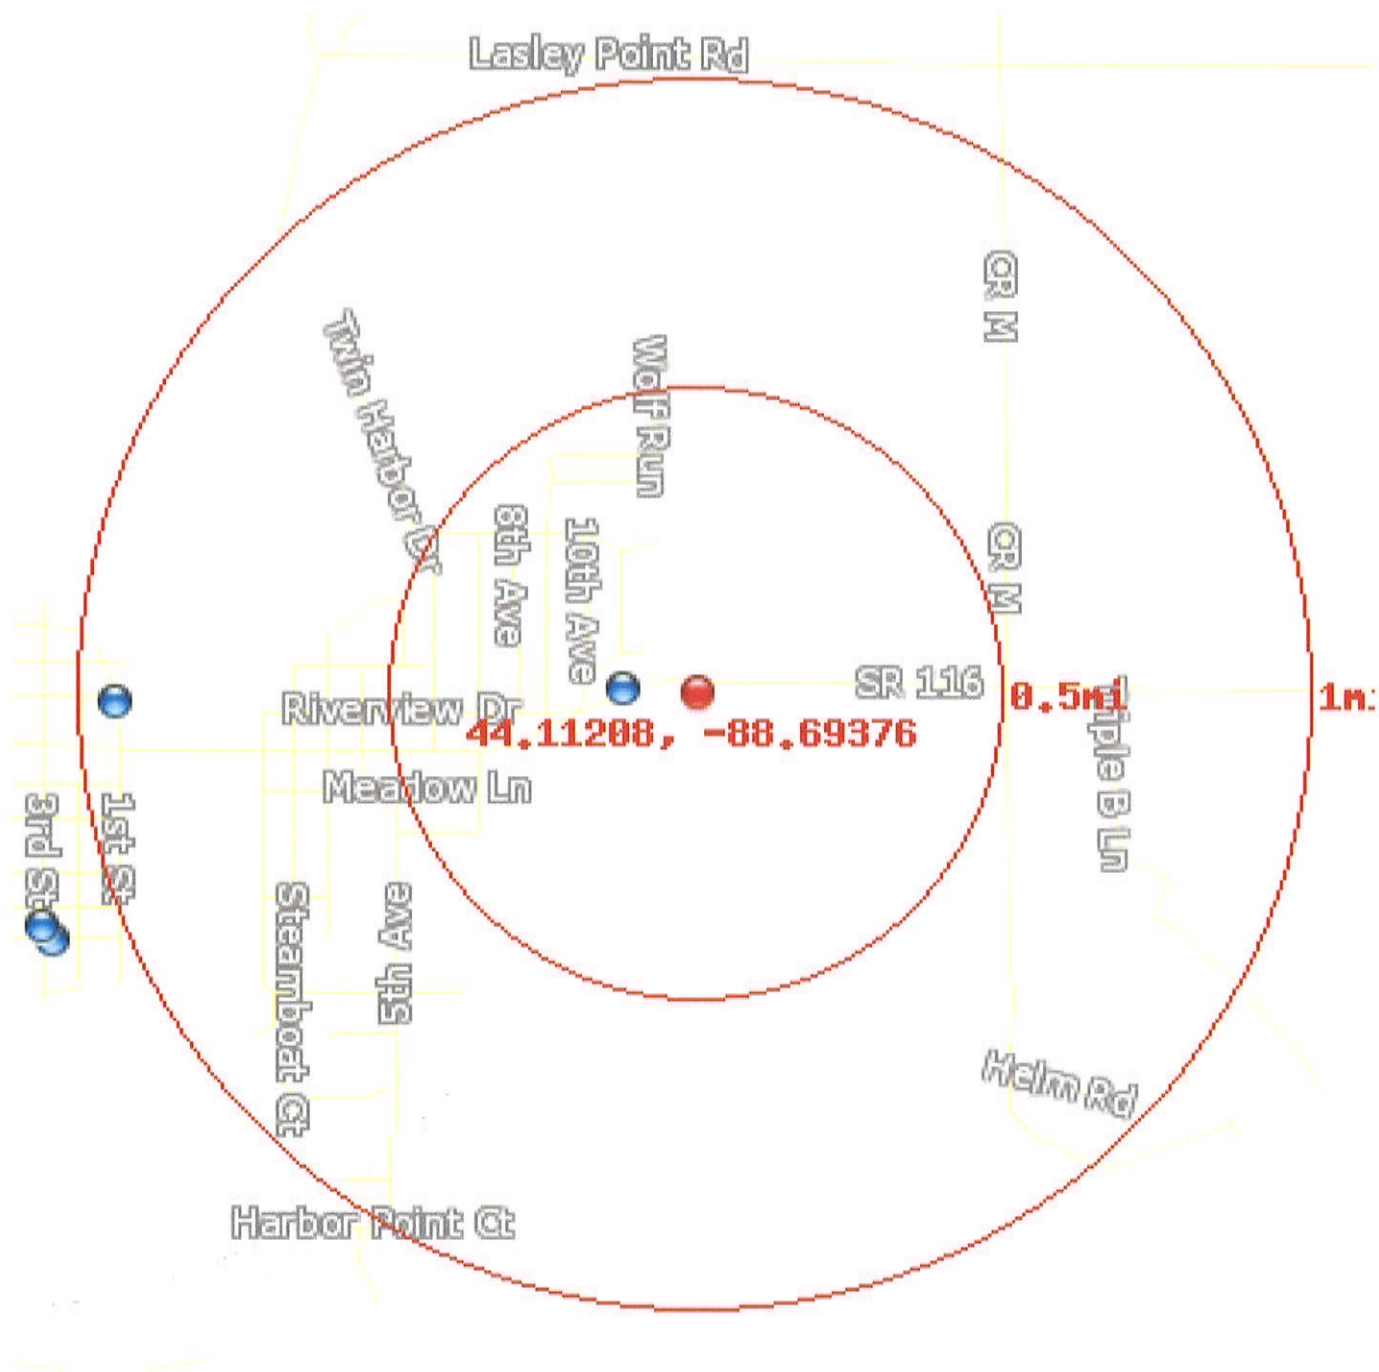 Lasley Point Rd
CR M
Twin Harbor Dr
Wolf Run
8th Ave
10th Ave
CR M
SR 116
Riverview Dr
0.5mi
1m
44.11208, -88.69376
Triple B Ln
Meadow Ln
3rd St
1st St
Steamboat Ct
5th Ave
Helm Rd
Harbor Point Ct